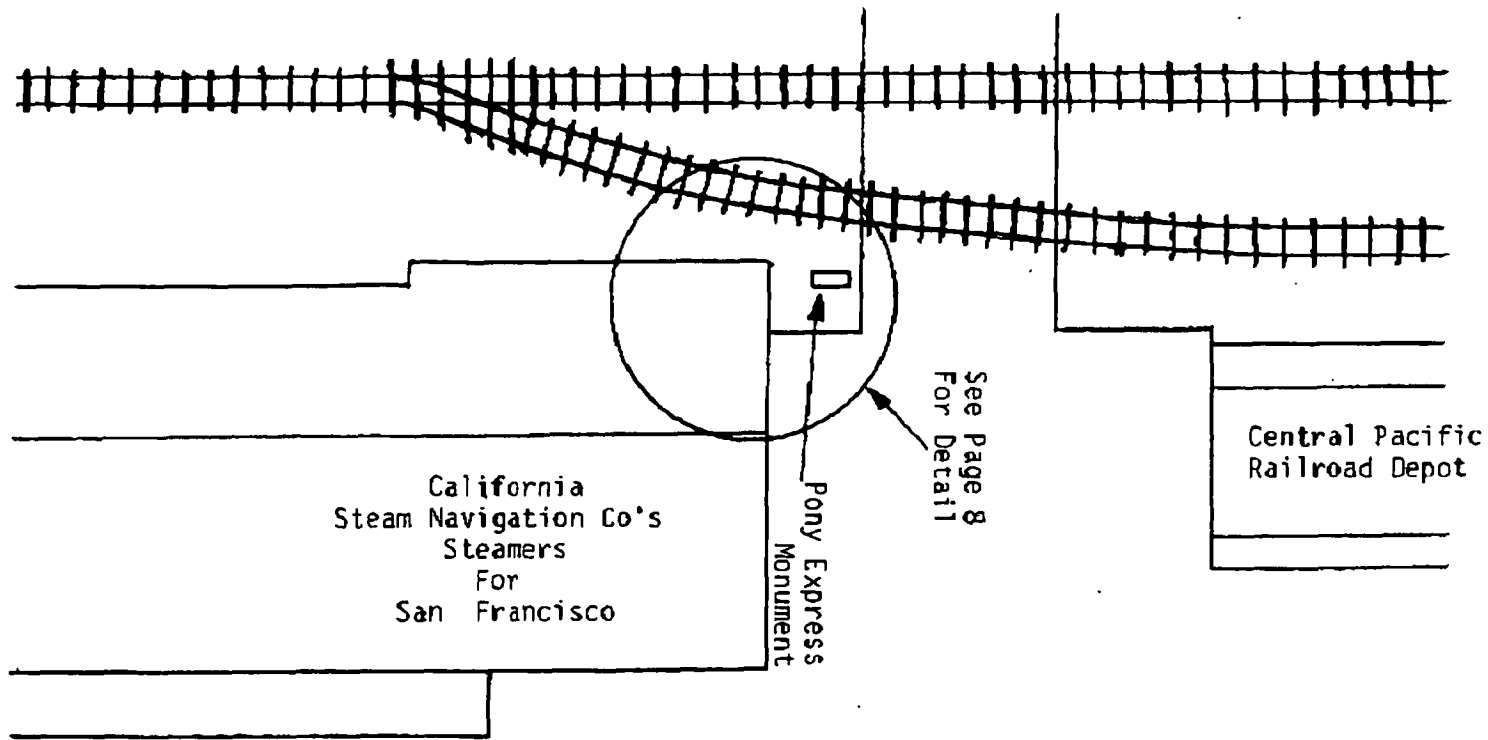 California
Steam Navigation Co's
Steamers
For
San Francisco
Pony Express
Monument
See Page 8
For Detail
Central Pacific
Railroad Depot